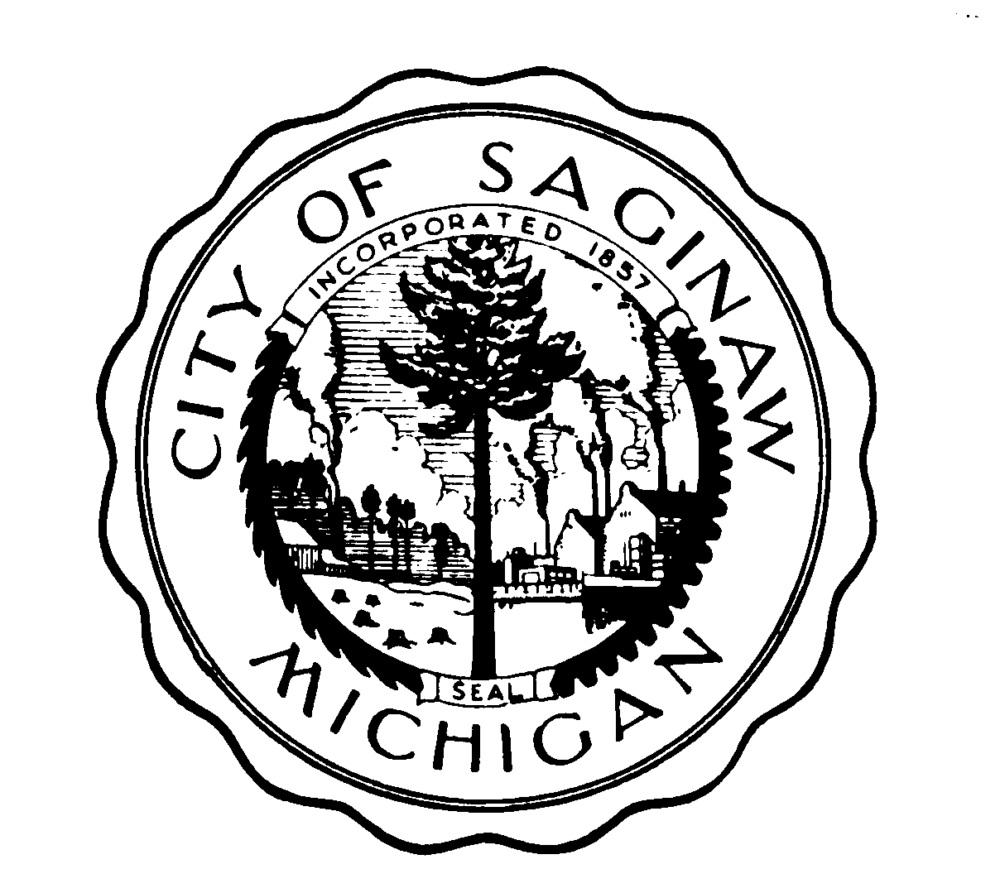 CITY OF SAGINAW
INCORPORATED 1857
SEAL
MICHIGAN